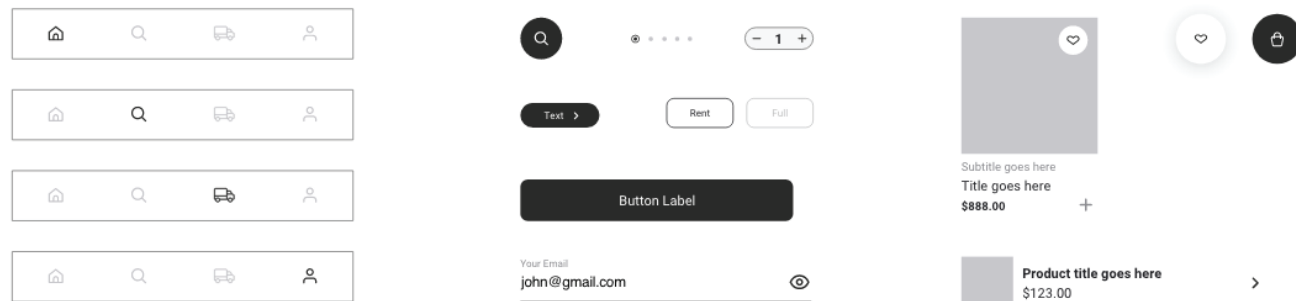 1
Text
Rent
Full
Button Label
Your Email
john@gmail.com
Subtitle goes here
Title goes here
$888.00
Product title goes here
$123.00